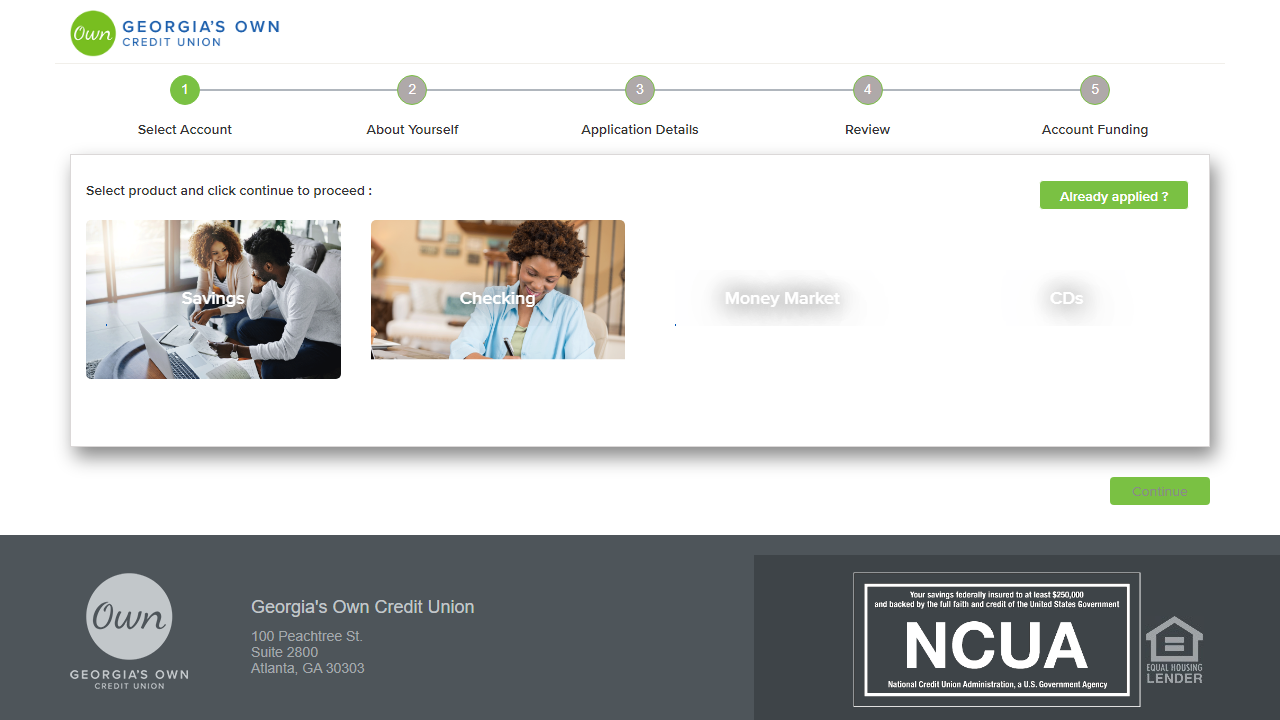 Own GEORGIA'S OWN
CREDIT UNION
1 2 3 4 5
Select Account About Yourself Application Details Review Account Funding
Select product and click continue to proceed :
Already applied ?
Savings Checking Money Market CDs
Continue
Own
GEORGIA'S OWN
CREDIT UNION
Georgia's Own Credit Union
100 Peachtree St.
Suite 2800
Atlanta, GA 30303
Your savings federally insured to at least $250,000
and backed by the full faith and credit of the United States Government
NCUA
National Credit Union Administration, a U.S. Government Agency
EQUAL HOUSING
LENDER